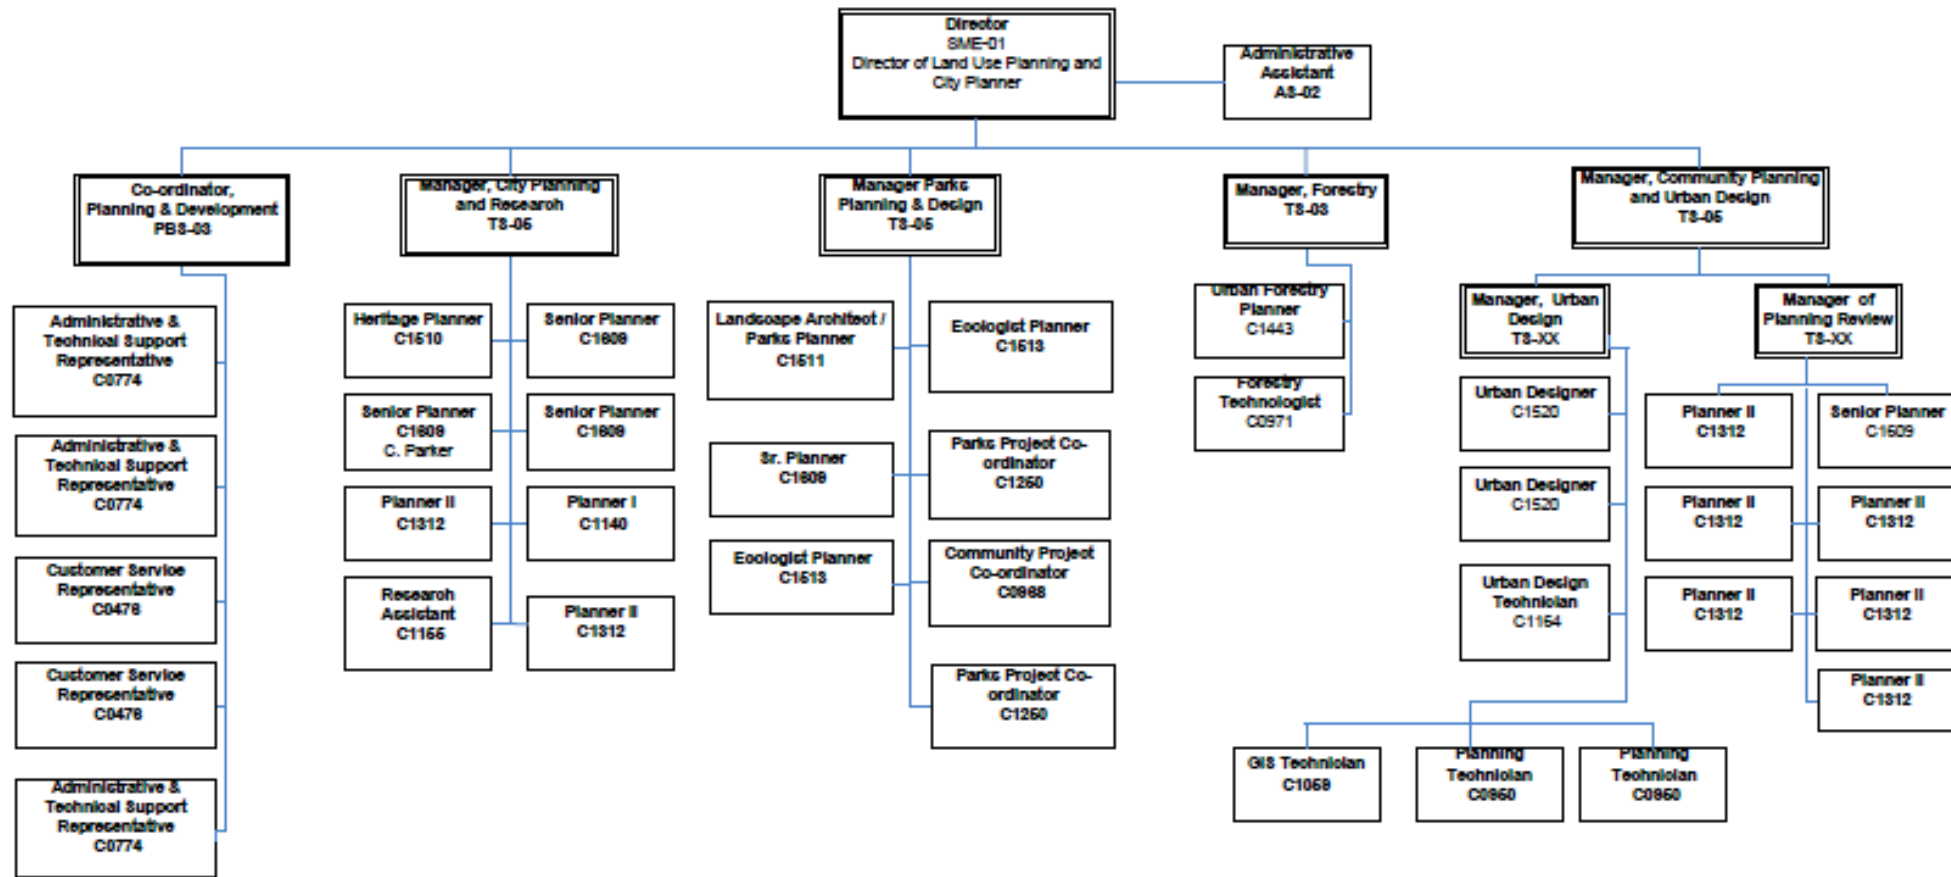 Director
SME-01
Director of Land Use Planning and
City Planner
Administrative
Assistant
AS-02
Co-ordinator,
Planning & Development
PBS-03
Manager, City Planning
and Research
TS-05
Manager Parks
Planning & Design
TS-05
Manager, Forestry
TS-03
Manager, Community Planning
and Urban Design
TS-05
Administrative &
Technical Support
Representative
C0774
Administrative &
Technical Support
Representative
C0774
Customer Service
Representative
Customer Service
Representative
Administrative &
Technical Support
Representative
C0774
Heritage Planner
C1510
Senior Planner
C1509
Senior Planner
C1509
C. Parker
Senior Planner
C1509
Planner II
C1312
Planner I
C1140
Research
Assistant
C1155
Planner II
C1312
Landscape Architect /
Parks Planner
C1511
Ecologist Planner
C1513
Sr. Planner
C1509
Parks Project Co-
ordinator
C1250
Ecologist Planner
C1513
Community Project
Co-ordinator
C0968
Parks Project Co-
ordinator
C1250
Urban Forestry
Planner
C1443
Forestry
Technologist
C0971
Manager, Urban
Design
TS-XX
Manager of
Planning Review
TS-XX
Urban Designer
C1520
Urban Designer
C1520
Urban Design
Technician
C1154
Planner II
C1312
Senior Planner
C1509
Planner II
C1312
Planner II
C1312
Planner II
C1312
Planner II
C1312
Planner II
C1312
GIS Technician
C1059
Planning
Technician
C0950
Planning
Technician
C0950